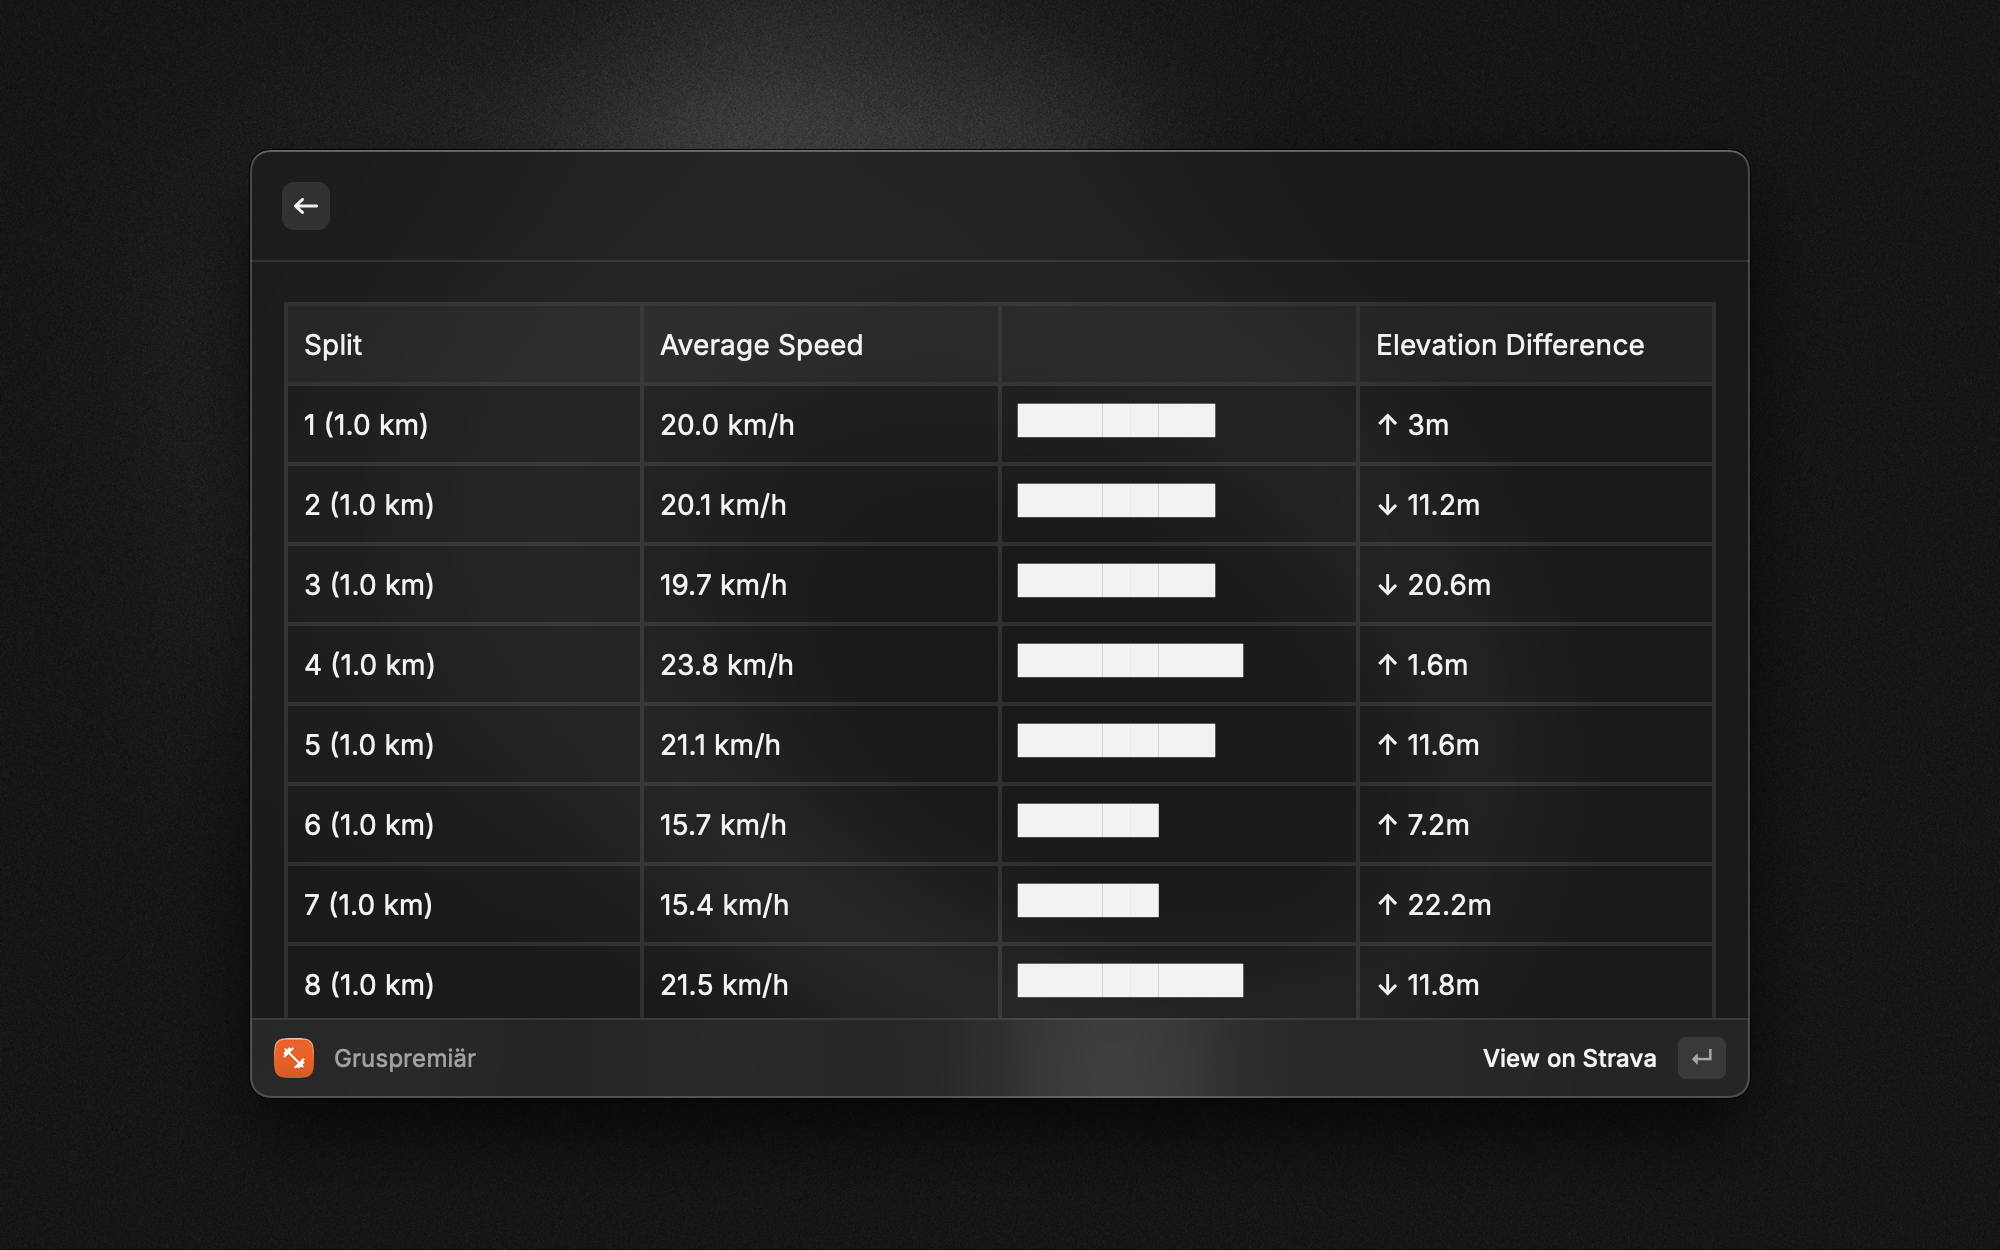 Split Average Speed Elevation Difference
1 (1.0 km) 20.0 km/h ↑ 3m
2 (1.0 km) 20.1 km/h ↓ 11.2m
3 (1.0 km) 19.7 km/h ↓ 20.6m
4 (1.0 km) 23.8 km/h ↑ 1.6m
5 (1.0 km) 21.1 km/h ↑ 11.6m
6 (1.0 km) 15.7 km/h ↑ 7.2m
7 (1.0 km) 15.4 km/h ↑ 22.2m
8 (1.0 km) 21.5 km/h ↓ 11.8m
Gruspremiär View on Strava